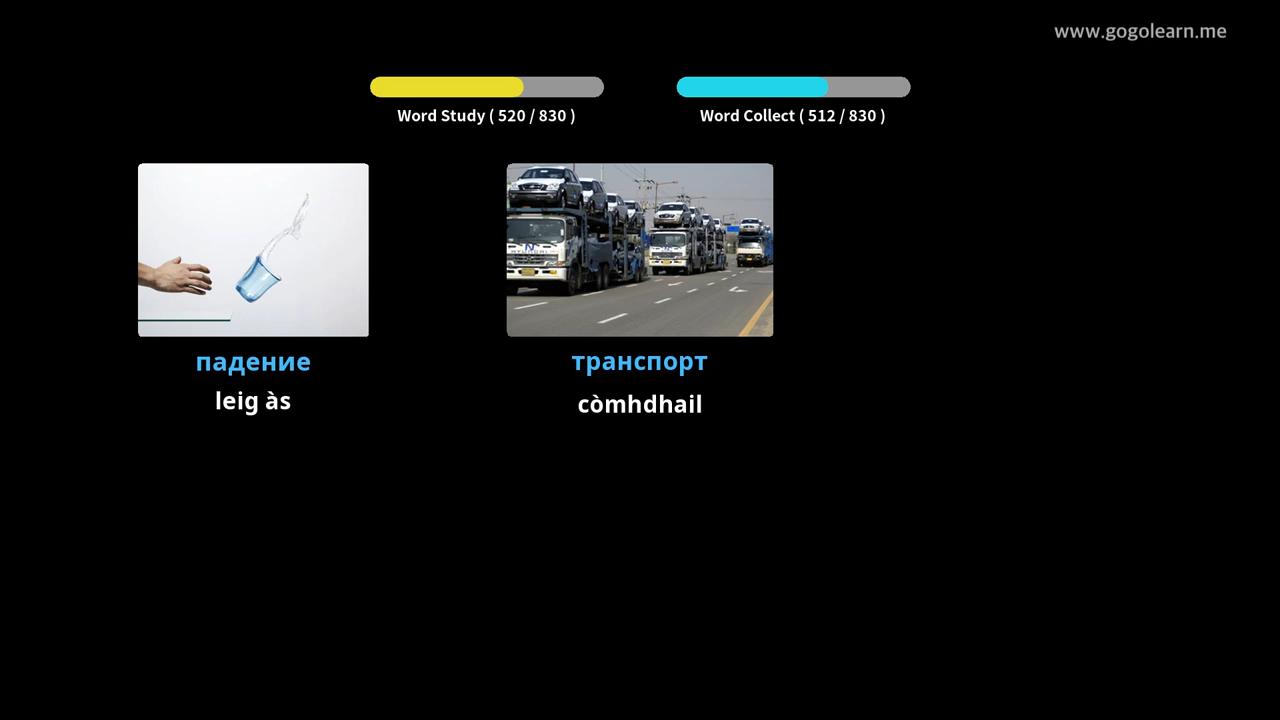 www.gogolearn.me
Word Study ( 520 / 830 )
Word Collect ( 512 / 830 )
падение
leig às
транспорт
còmhdhail